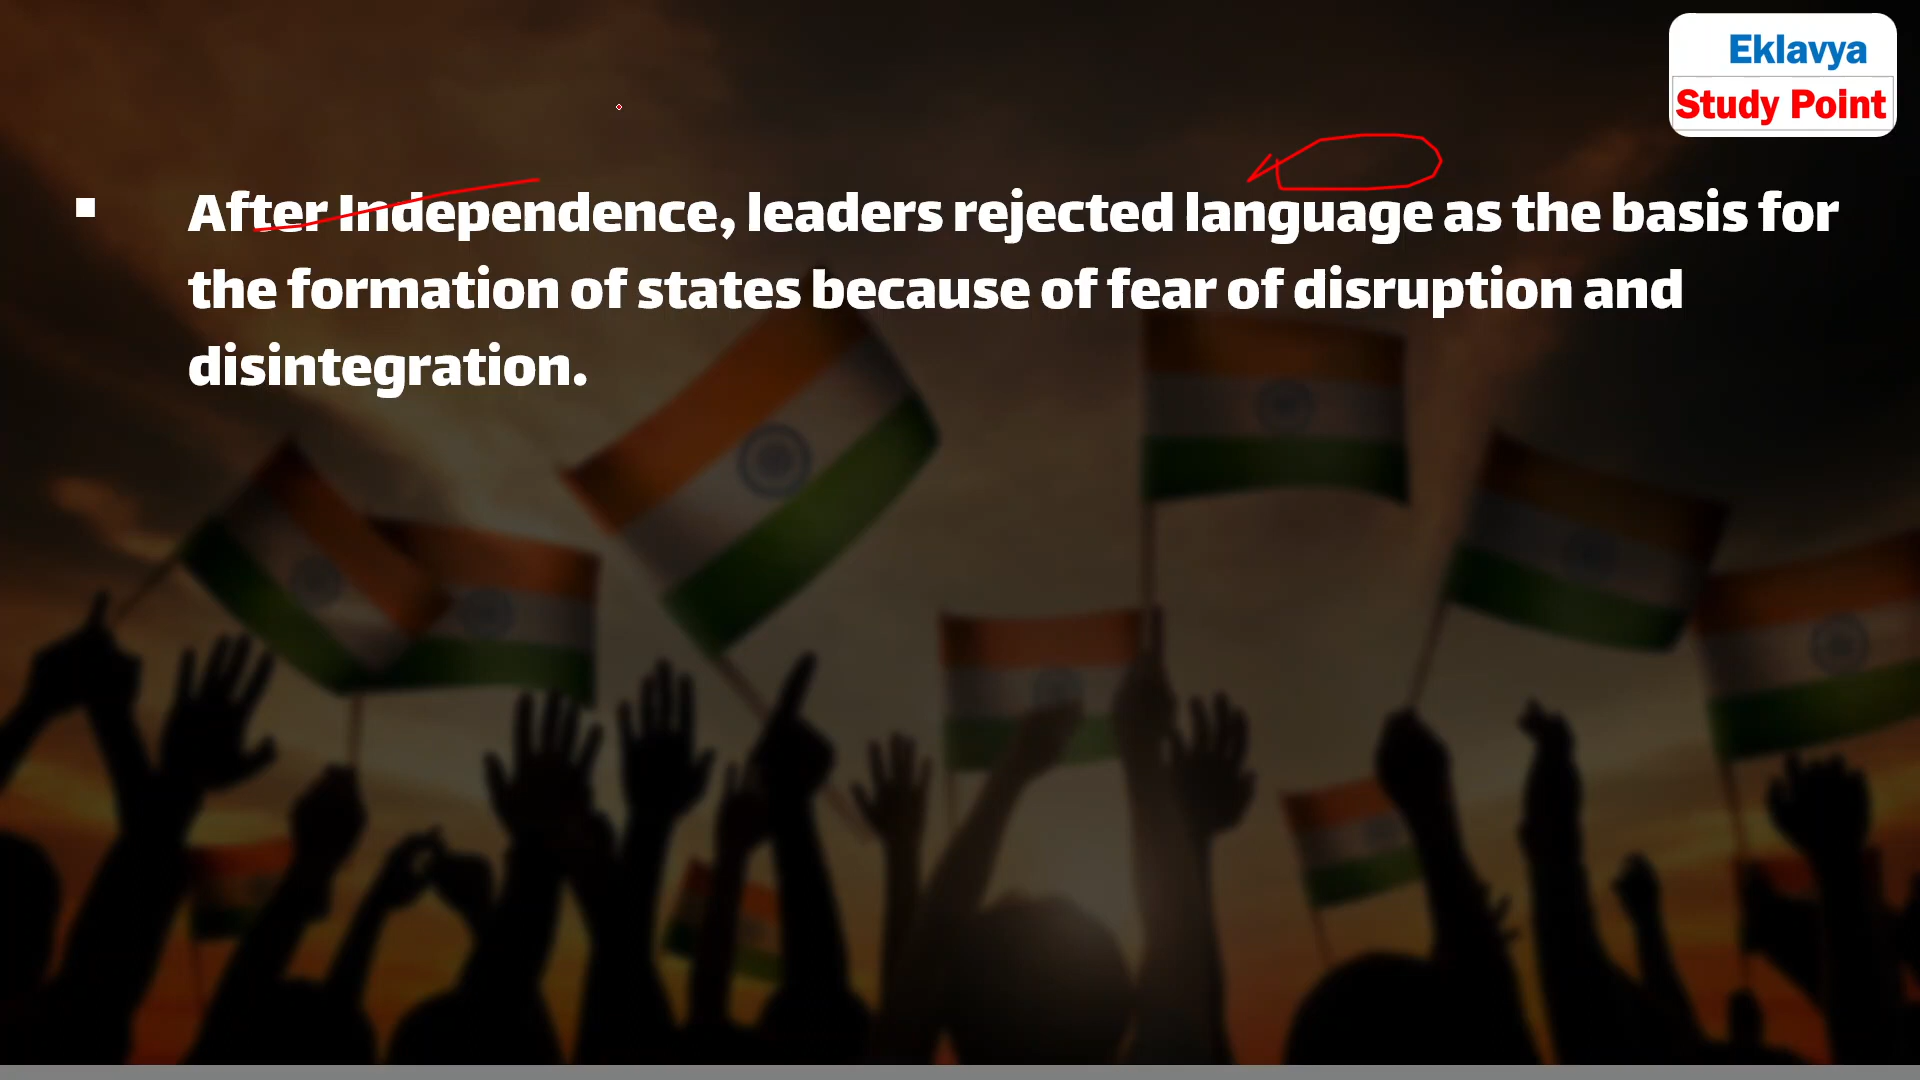 Eklavya
Study Point
▪ After Independence, leaders rejected language as the basis for
the formation of states because of fear of disruption and
disintegration.